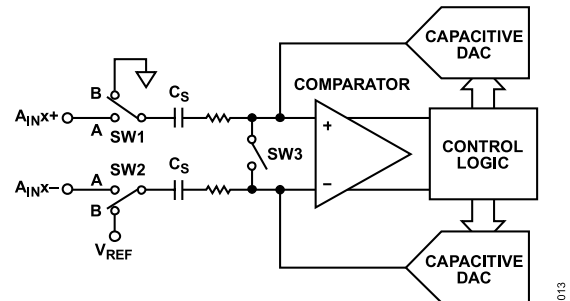 CAPACITIVE
DAC
COMPARATOR
B
CS
AINx+
A
SW1
+
SW3
CONTROL
LOGIC
SW2
CS
AINx−
A
−
B
VREF
CAPACITIVE
DAC
013